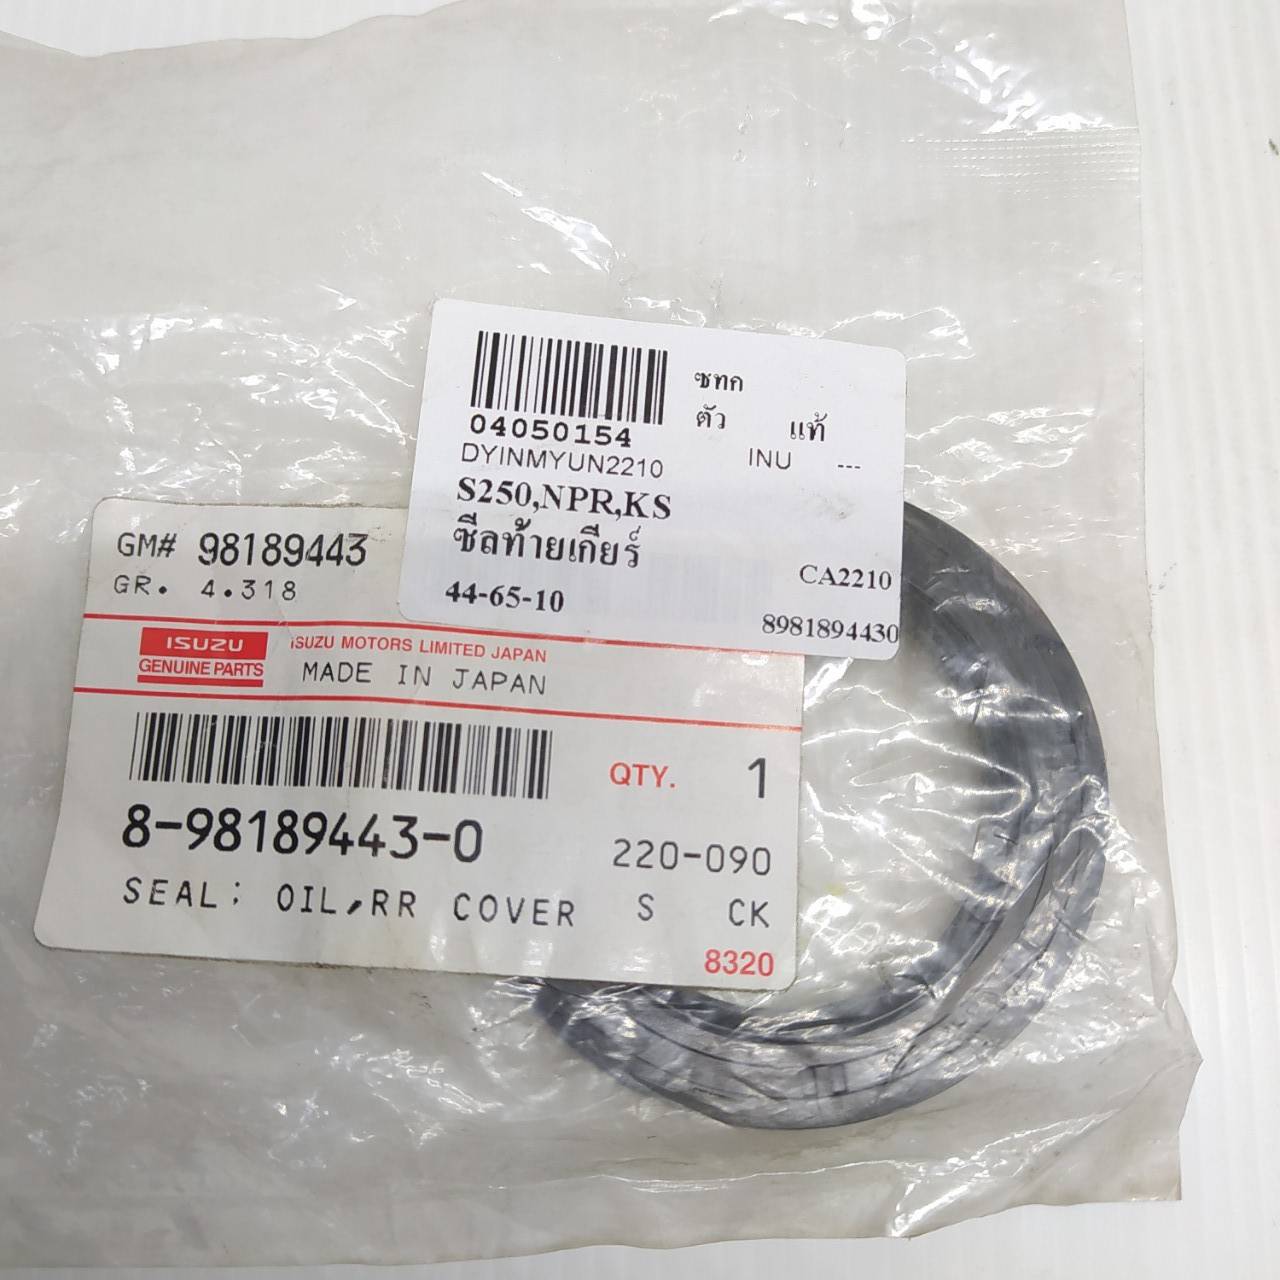 04050154
DYINMYUN2210
S250,NPR,KS
ซีลท้ายเกียร์
44-65-10
ซทค
ตัว แท้
INU ---
CA2210
8981894430
GM# 98189443
GR. 4.318
ISUZU
GENUINE PARTS
ISUZU MOTORS LIMITED JAPAN
MADE IN JAPAN
QTY. 1
8-98189443-0
220-090
SEAL; OIL,RR COVER S CK
8320